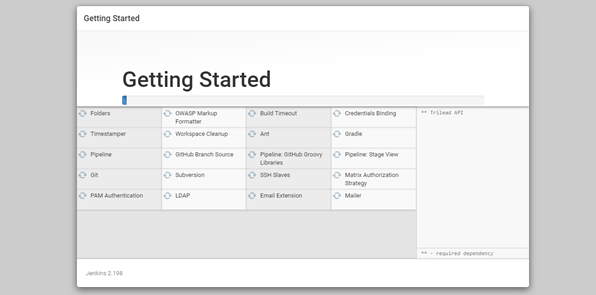 Getting Started
Getting Started
Folders
OWASP Markup
Formatter
Build Timeout
Credentials Binding
** Trilead API
Timestamper
Workspace Cleanup
Ant
Gradle
Pipeline
GitHub Branch Source
Pipeline: GitHub Groovy
Libraries
Pipeline: Stage View
Git
Subversion
SSH Slaves
Matrix Authorization
Strategy
PAM Authentication
LDAP
Email Extension
Mailer
** - required dependency
Jenkins 2.198